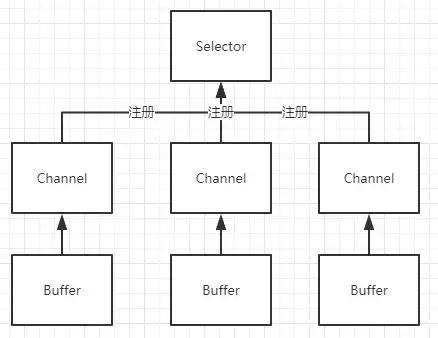 Selector
注册 注册 注册
Channel Channel Channel
Buffer Buffer Buffer